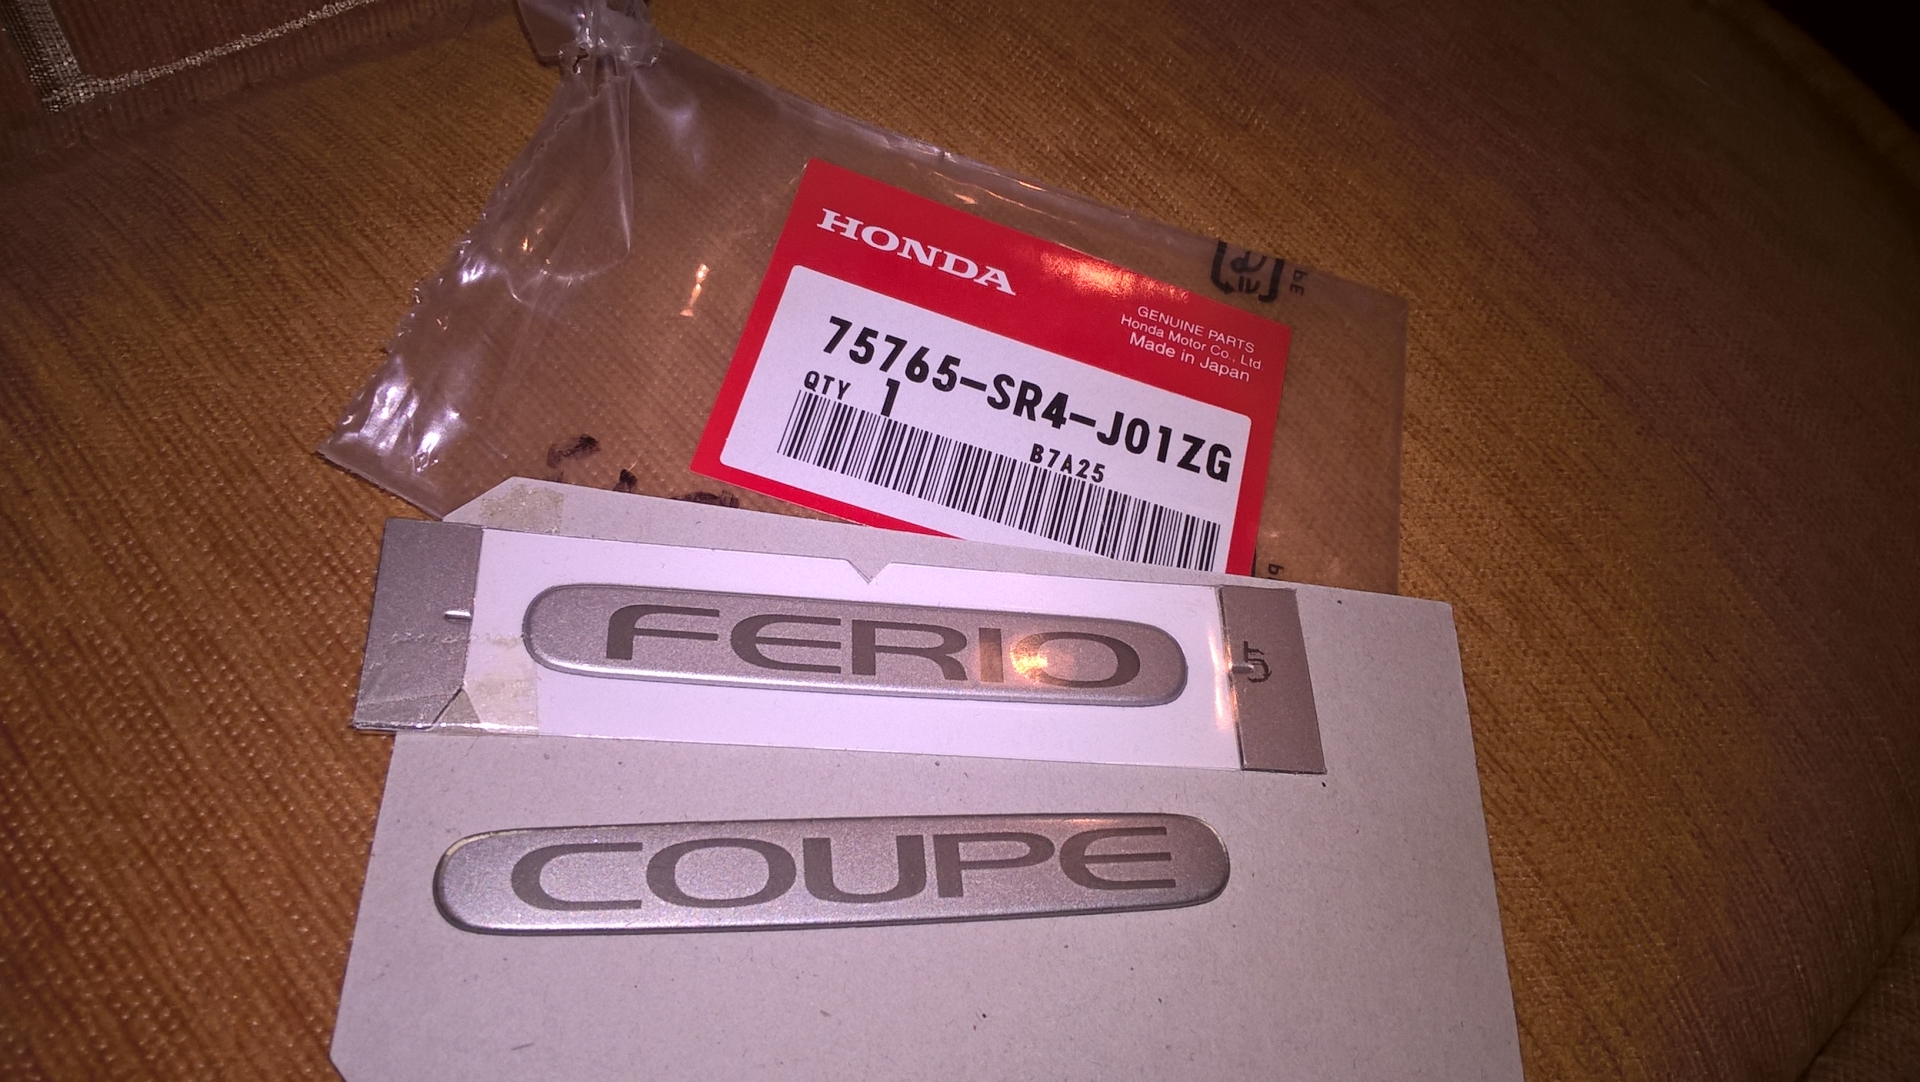 HONDA
GENUINE PARTS
Honda Motor Co., Ltd.
Made in Japan
75765-SR4-J01ZG
QTY 1
B7A25
FERIO
COUPE